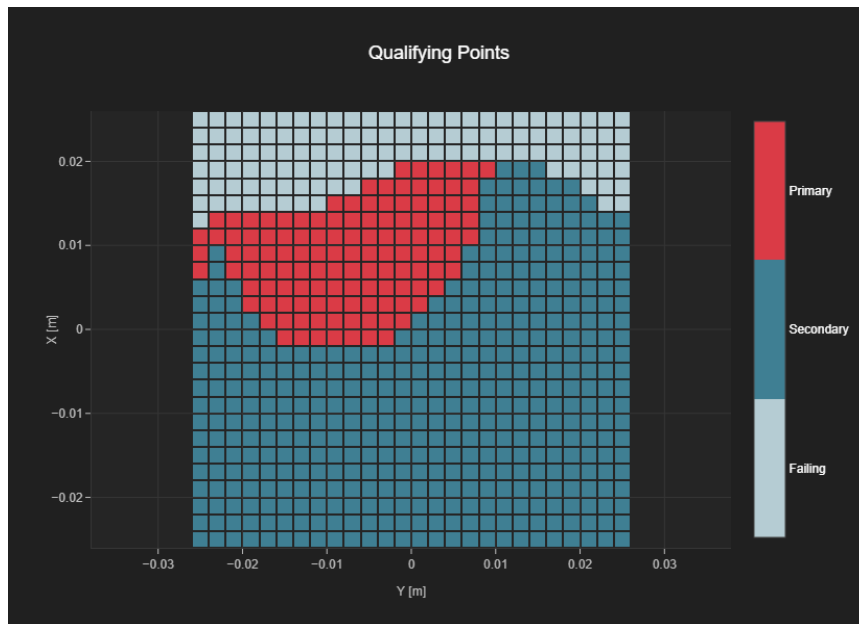 Qualifying Points
Primary
Secondary
Failing
0.02
0.01
0
−0.01
−0.02
X [m]
−0.03
−0.02
−0.01
0
0.01
0.02
0.03
Y [m]